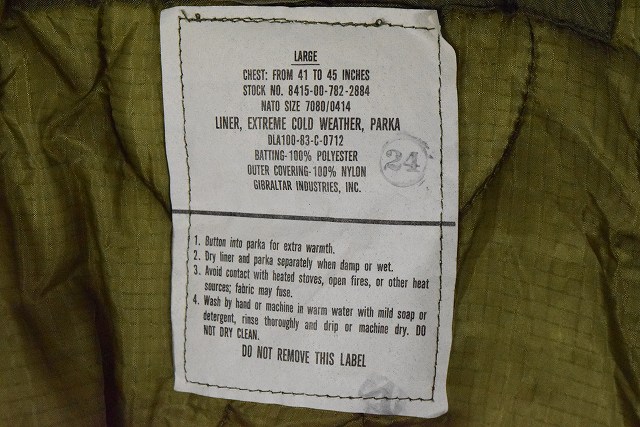 LARGE
CHEST: FROM 41 TO 45 INCHES
STOCK NO. 8415-00-782-2884
NATO SIZE 7080/0414
LINER, EXTREME COLD WEATHER, PARKA
DLA100-83-C-0712
BATTING-100% POLYESTER
OUTER COVERING-100% NYLON
GIBRALTAR INDUSTRIES, INC.
24
1. Button into parka for extra warmth.
2. Dry liner and parka separately when damp or wet.
3. Avoid contact with heated stoves, open fires, or other heat
sources; fabric may fuse.
4. Wash by hand or machine in warm water with mild soap or
detergent, rinse thoroughly and drip or machine dry. DO
NOT DRY CLEAN.
DO NOT REMOVE THIS LABEL